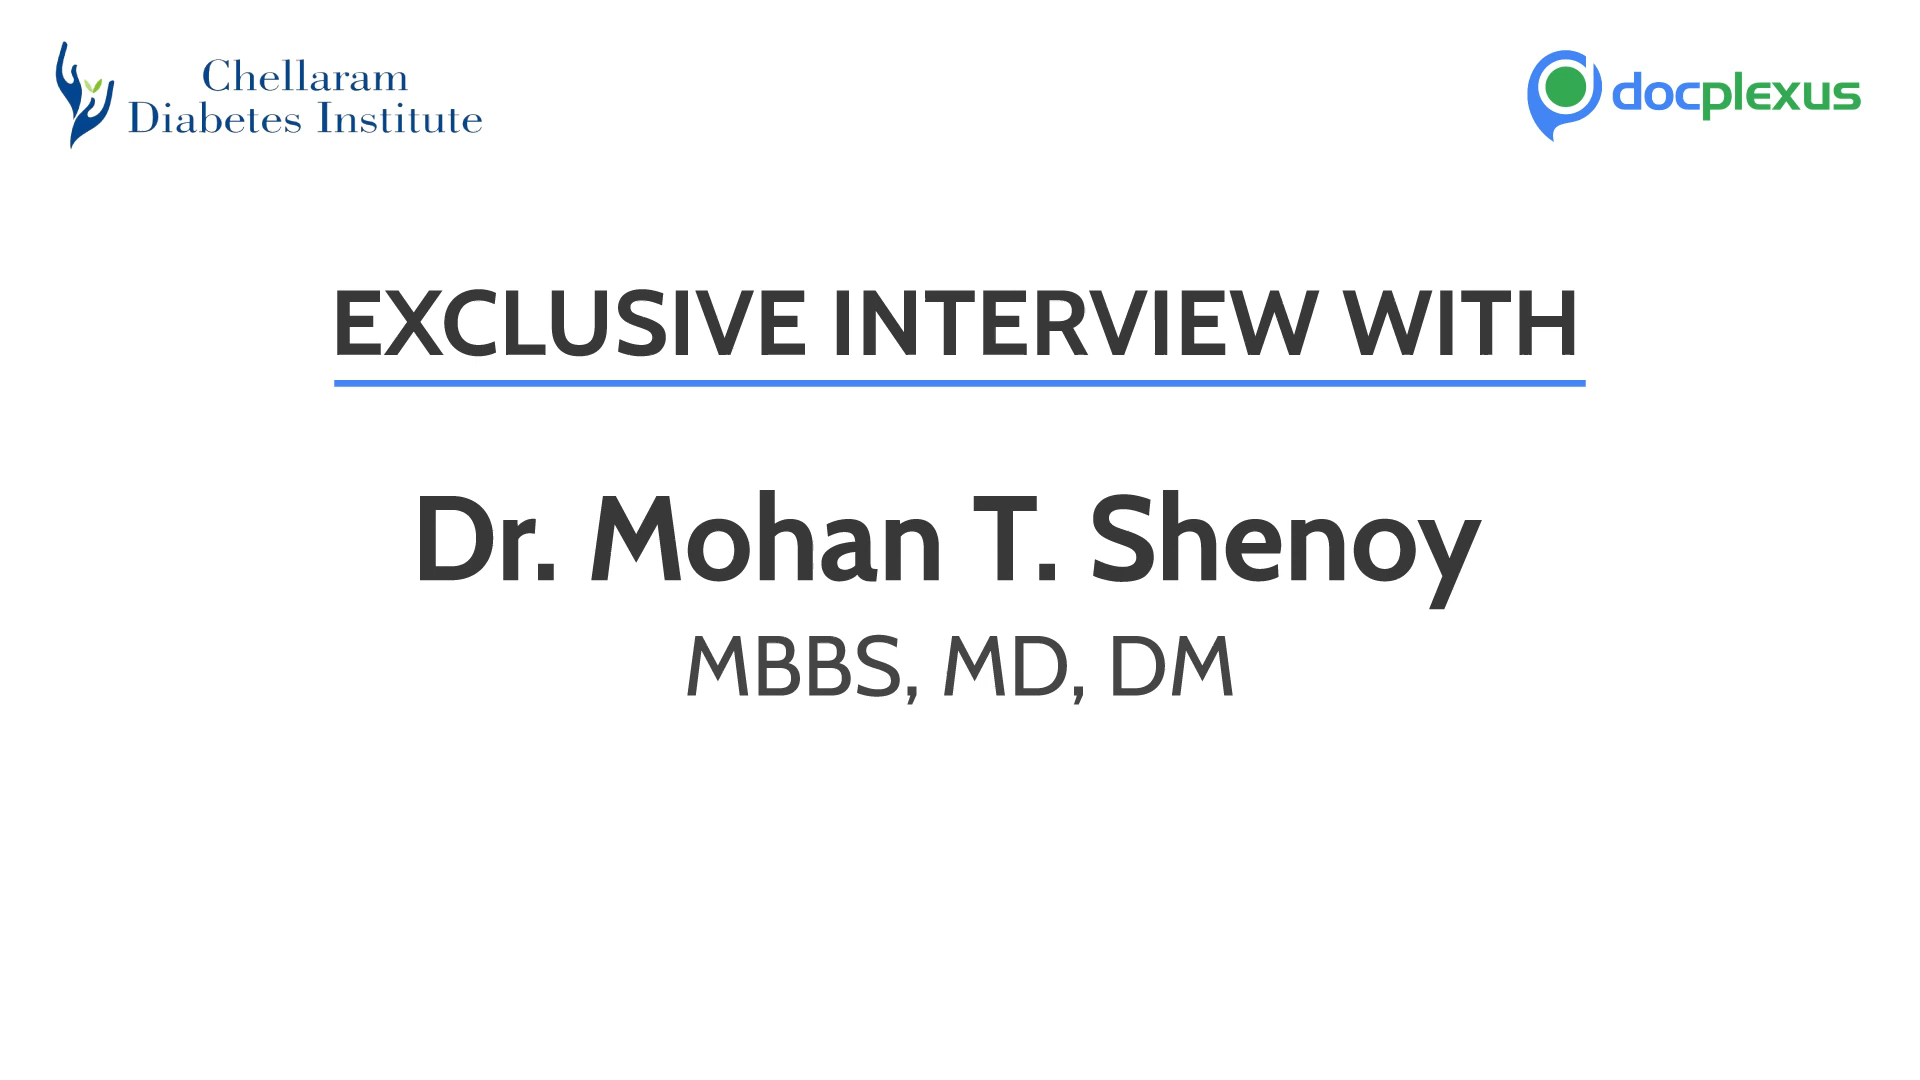 Chellaram
Diabetes Institute
docplexus
EXCLUSIVE INTERVIEW WITH
Dr. Mohan T. Shenoy
MBBS, MD, DM